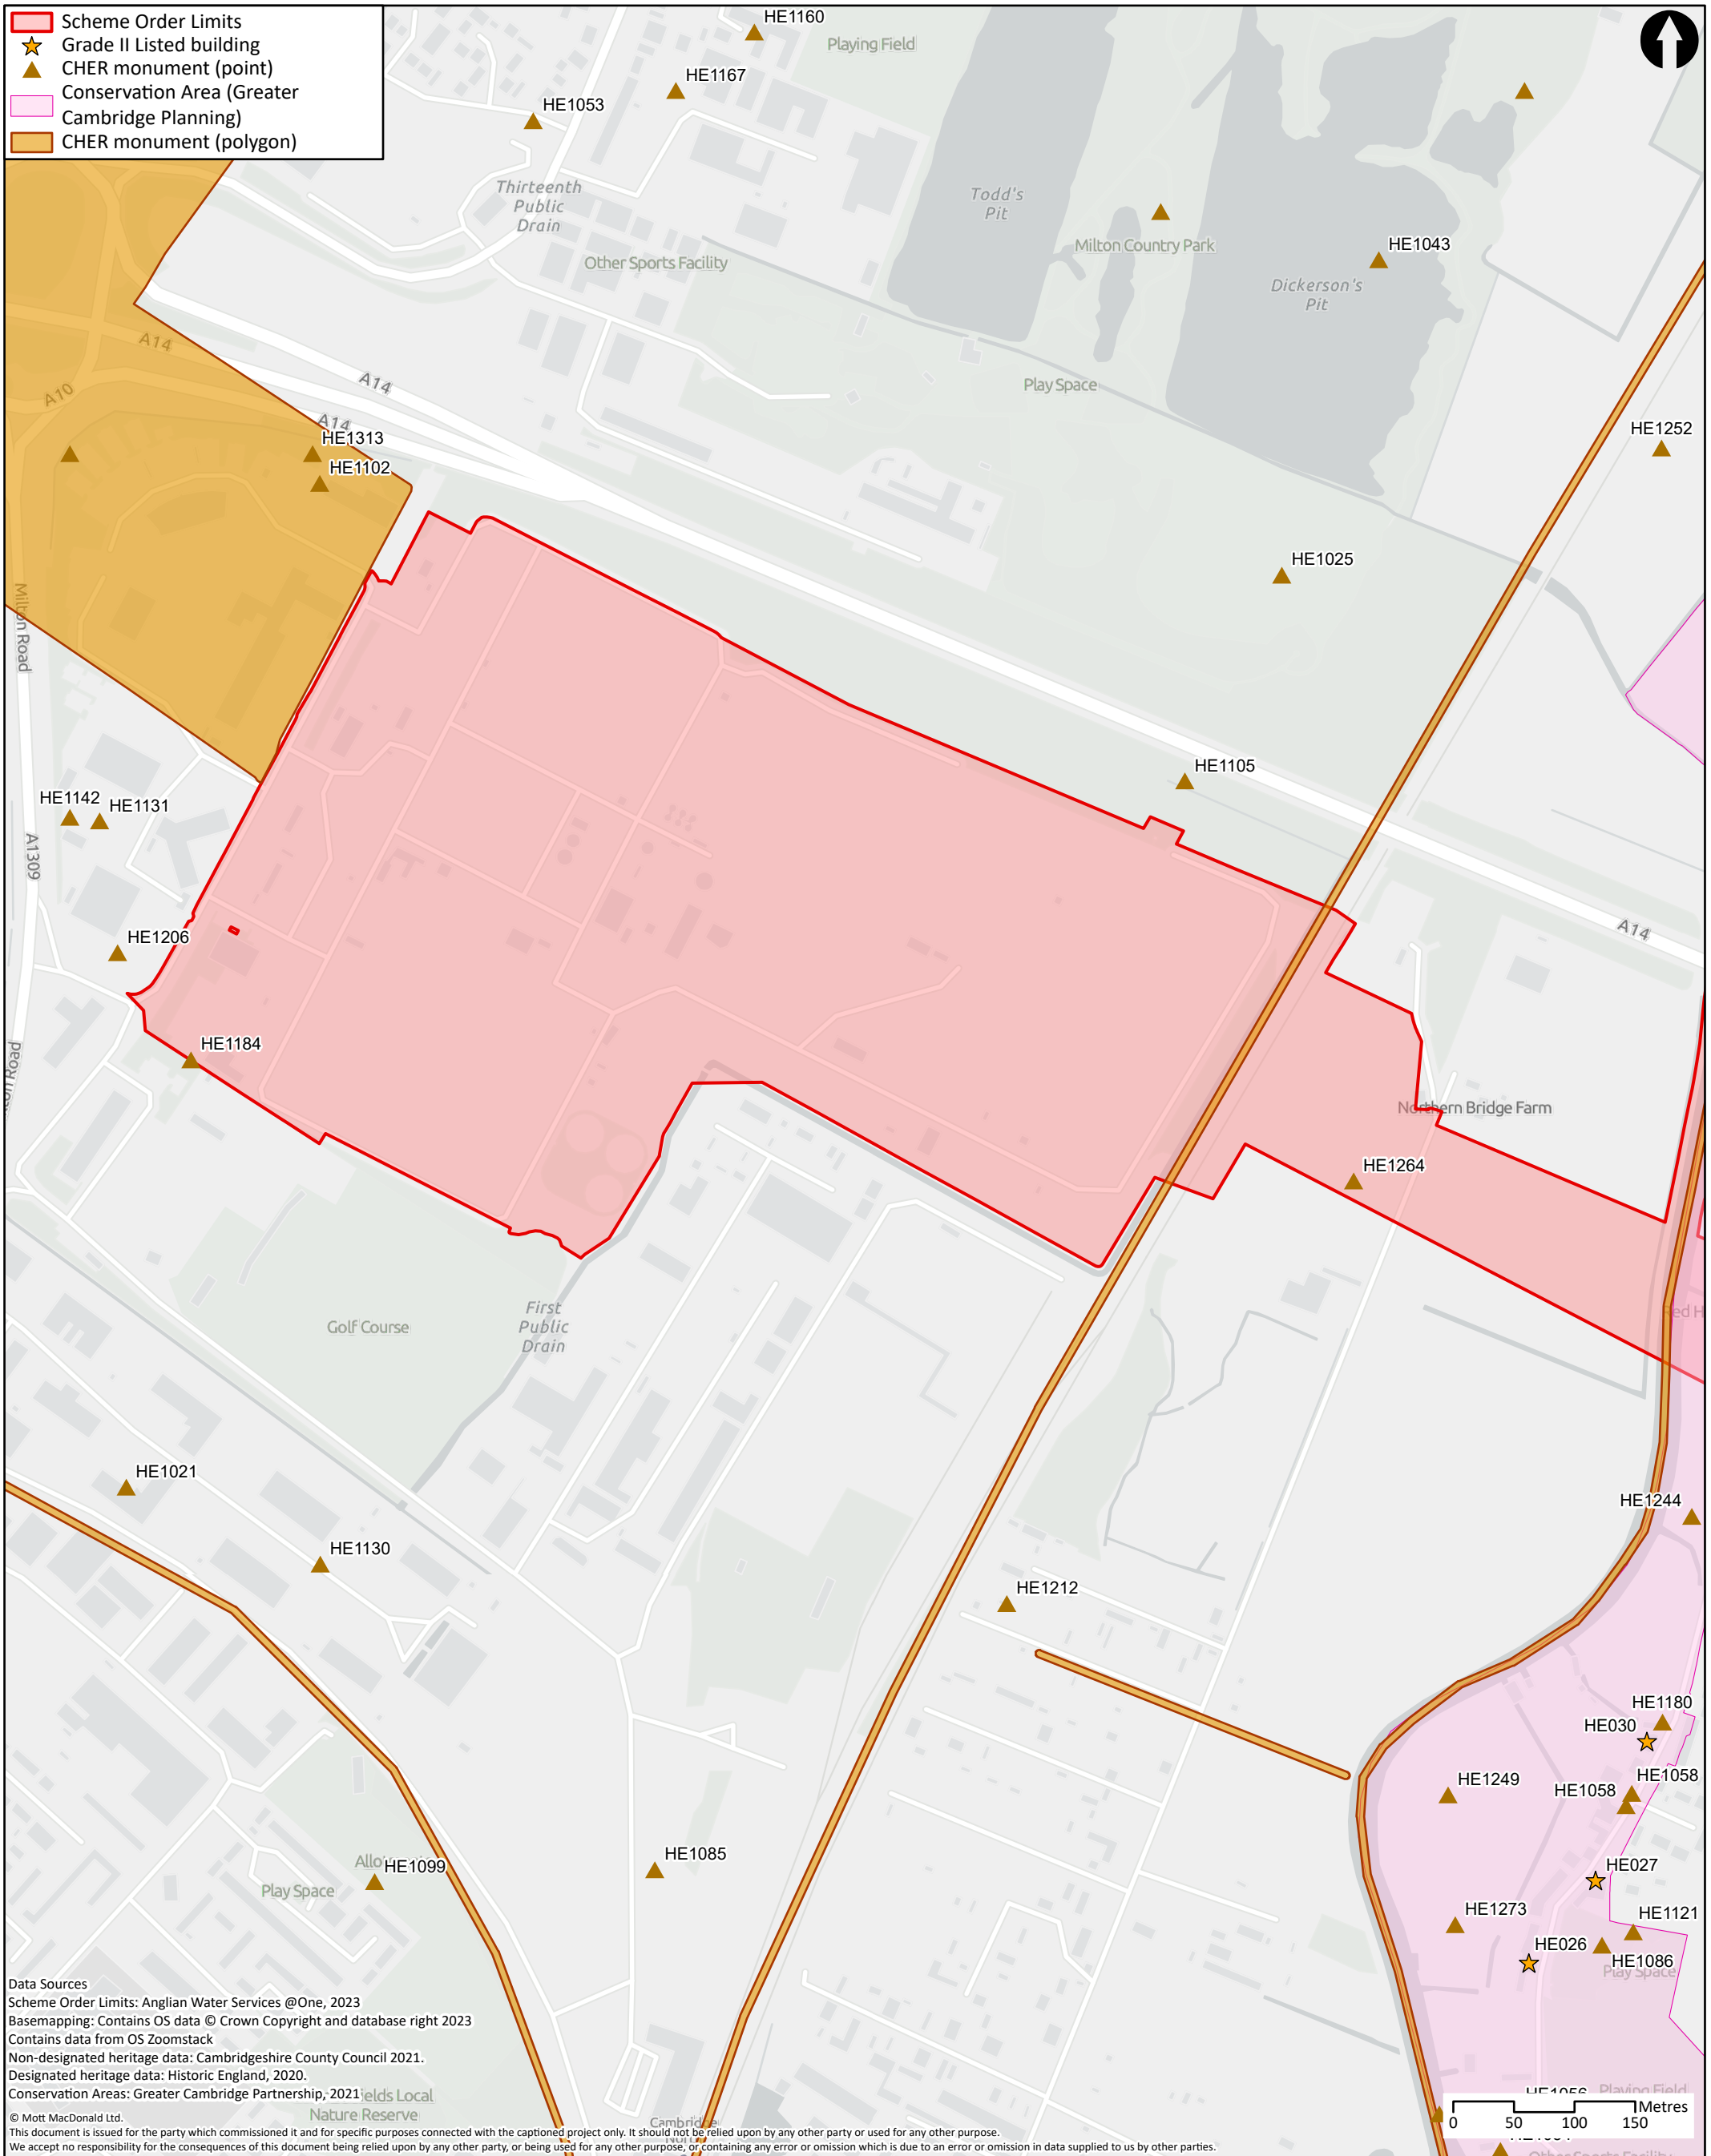 Scheme Order Limits
Grade II Listed building
CHER monument (point)
Conservation Area (Greater
Cambridge Planning)
CHER monument (polygon)
HE1160
Playing Field
HE1167
HE1053
Thirteenth
Public
Drain
Todd's
Pit
Milton Country Park
HE1043
Other Sports Facility
Dickerson's
Pit
A14
A14
A10
Play Space
A14
HE1313
HE1252
HE1102
HE1025
Milton Road
HE1105
HE1142
HE1131
A1309
A14
HE1206
HE1184
Road
Northern Bridge Farm
HE1264
First
Public
Drain
Golf Course
HE1021
HE1244
HE1130
HE1212
HE1180
HE030
HE1249
HE1058
HE1058
HE1099
HE1085
HE027
Play Space
HE1273
HE1121
HE026
HE1086
Play Space
Data Sources
Scheme Order Limits: Anglian Water Services @One, 2023
Basemapping: Contains OS data © Crown Copyright and database right 2023
Contains data from OS Zoomstack
Non-designated heritage data: Cambridgeshire County Council 2021.
Designated heritage data: Historic England, 2020.
Conservation Areas: Greater Cambridge Partnership, 2021
Local
Nature Reserve
Cambridge
Playing Field
Metres
0 50 100 150
Other Sports Facility
© Mott MacDonald Ltd.
This document is issued for the party which commissioned it and for specific purposes connected with the captioned project only. It should not be relied upon by any other party or used for any other purpose.
We accept no responsibility for the consequences of this document being relied upon by any other party, or being used for any other purpose, or containing any error or omission which is due to an error or omission in data supplied to us by other parties.